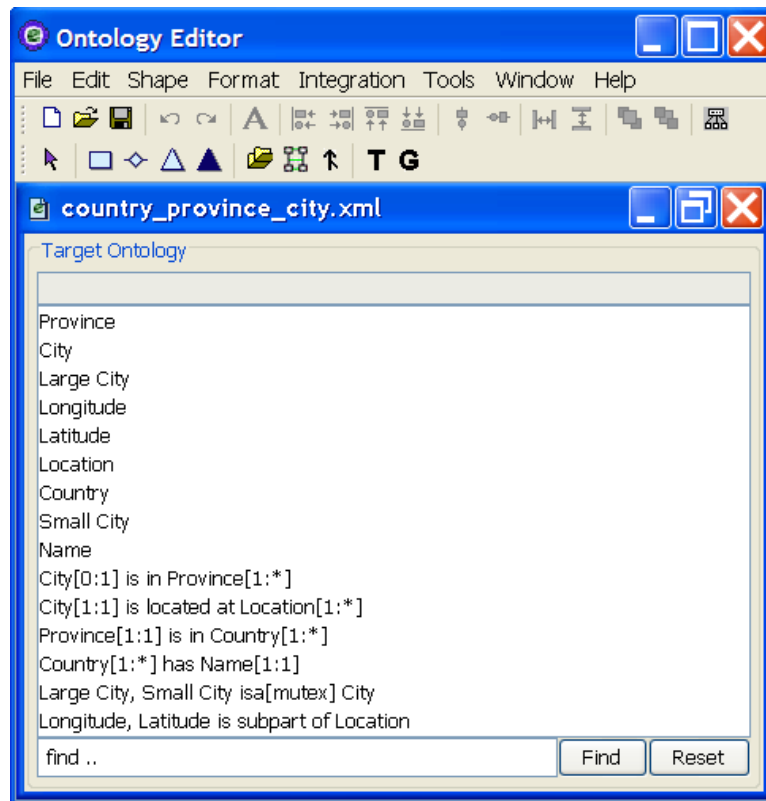 Ontology Editor
File Edit Shape Format Integration Tools Window Help
A
T G
country_province_city.xml
Target Ontology
Province
City
Large City
Longitude
Latitude
Location
Country
Small City
Name
City[0:1] is in Province[1:*]
City[1:1] is located at Location[1:*]
Province[1:1] is in Country[1:*]
Country[1:*] has Name[1:1]
Large City, Small City isa[mutex] City
Longitude, Latitude is subpart of Location
find .. Find Reset